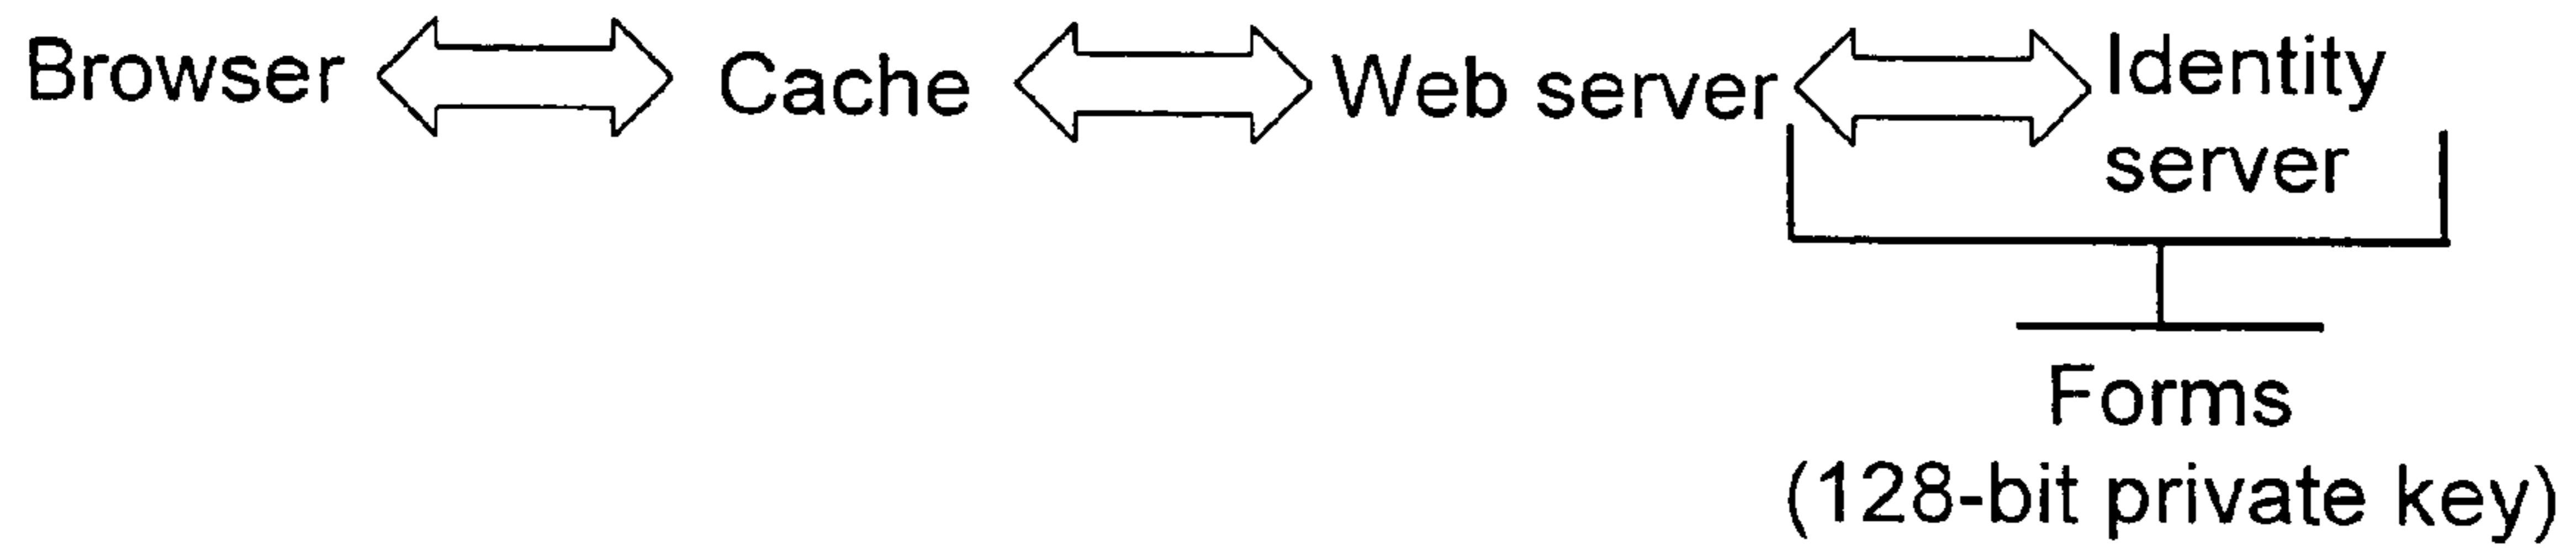 Browser Cache Web server Identity
server
Forms
(128-bit private key)